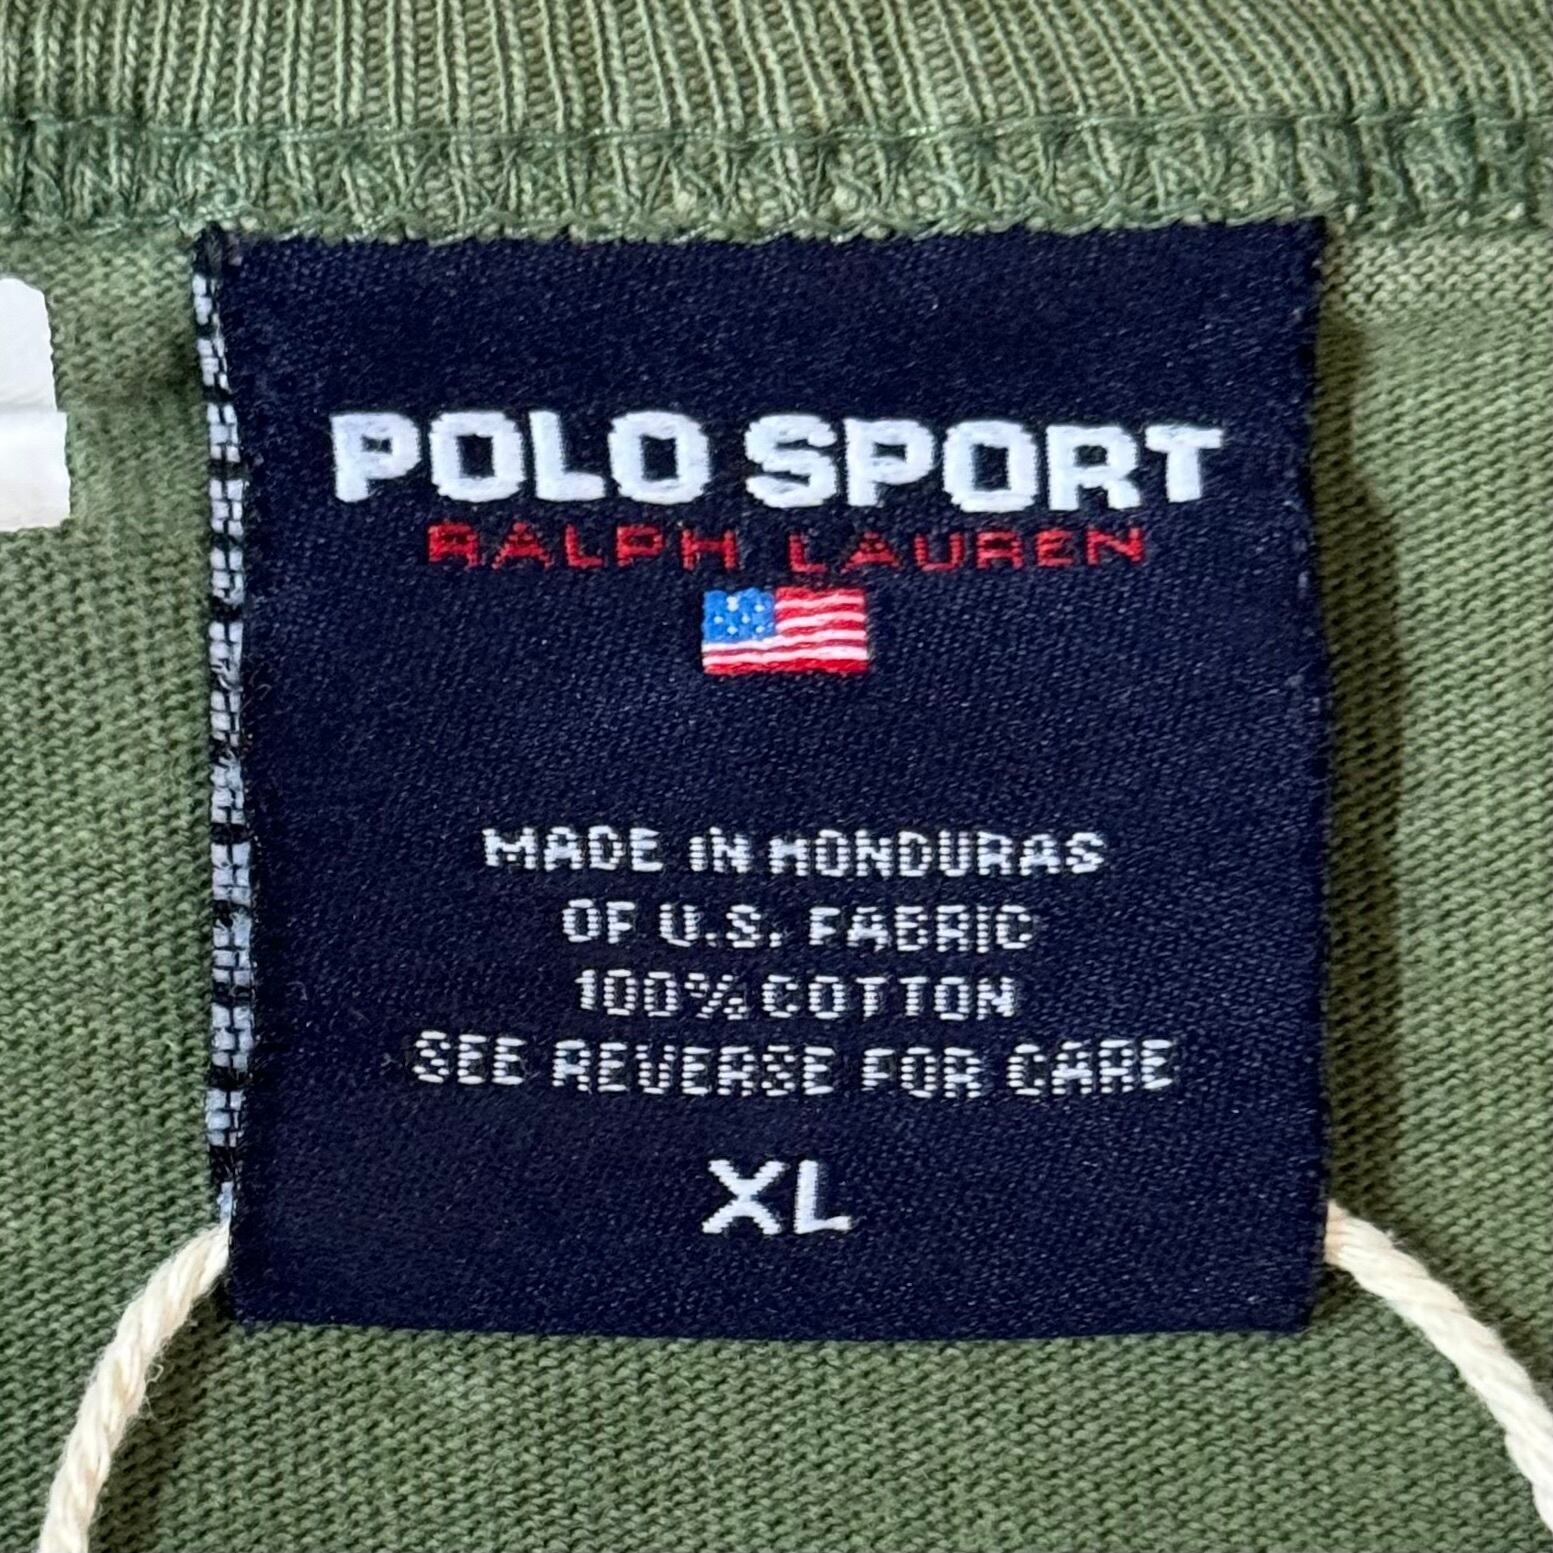 POLO SPORT
RALPH LAUREN
MADE IN HONDURAS
OF U.S. FABRIC
100% COTTON
SEE REVERSE FOR CARE
XL